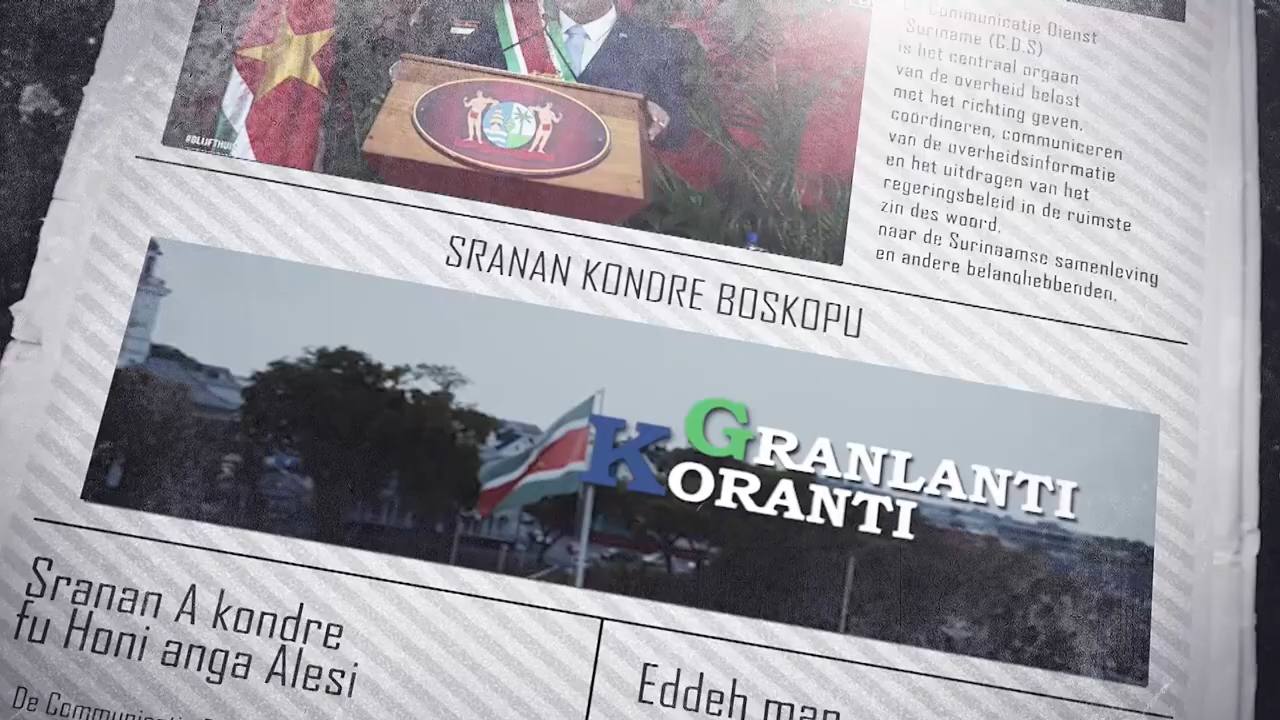 Communicatie Dienst
Suriname (C.D.S)
is het centraal orgaan
van de overheid belast
met het richting geven,
coördineren, communiceren
van de overheidsinformatie
en het uitdragen van het
regeringsbeleid in de ruimste
zin des woord,
naar de Surinaamse samenleving
en andere belanghebbenden.
SRANAN KONDRE BOSKOPU
GRANLANTI
KORANTI
Sranan A kondre
fu Honi anga Alesi
De
Eddeh man